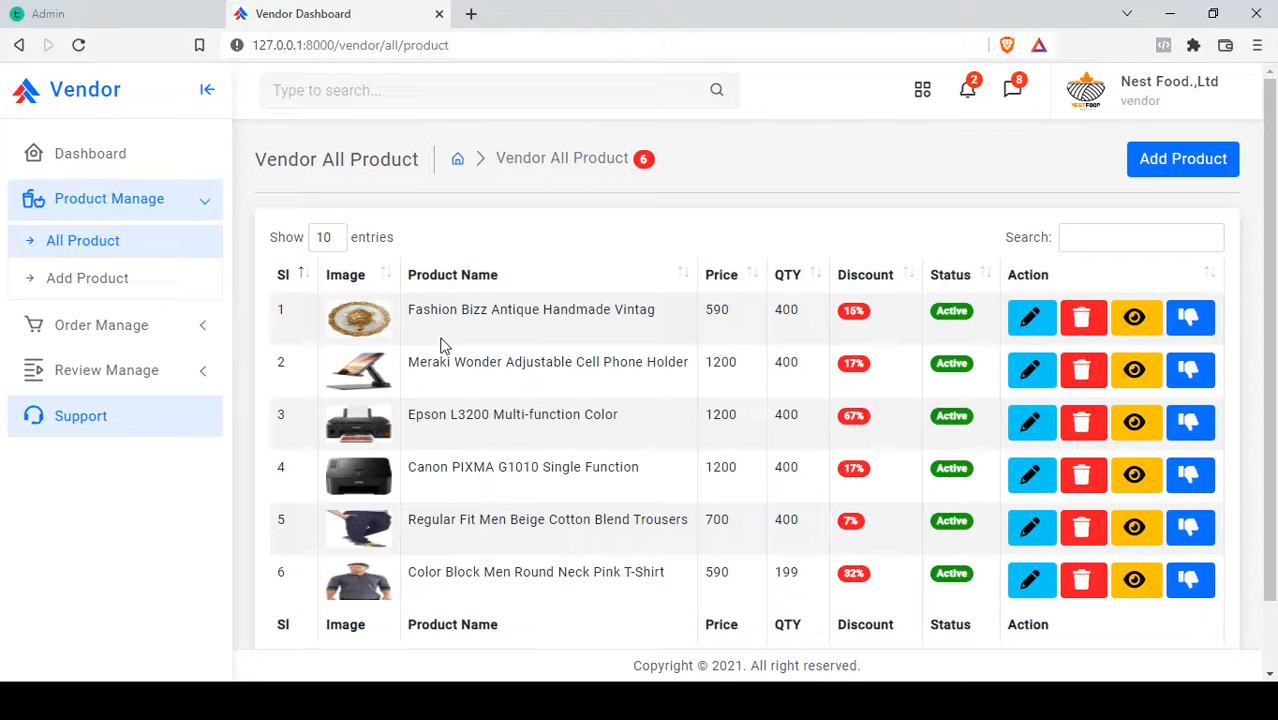 Admin
Vendor Dashboard
127.0.0.1:8000/vendor/all/product
Vendor
Type to search...
2
8
NESTFOOD
Nest Food.,Ltd
vendor
Dashboard
Product Manage
All Product
Add Product
Order Manage
Review Manage
Support
Vendor All Product
Vendor All Product 6
Add Product
Show 10 entries
Search:
Sl Image Product Name Price QTY Discount Status Action
1 Fashion Bizz Antique Handmade Vintag 590 400 15% Active
2 Meraki Wonder Adjustable Cell Phone Holder 1200 400 17% Active
3 Epson L3200 Multi-function Color 1200 400 67% Active
4 Canon PIXMA G1010 Single Function 1200 400 17% Active
5 Regular Fit Men Beige Cotton Blend Trousers 700 400 7% Active
6 Color Block Men Round Neck Pink T-Shirt 590 199 32% Active
Sl Image Product Name Price QTY Discount Status Action
Copyright © 2021. All right reserved.